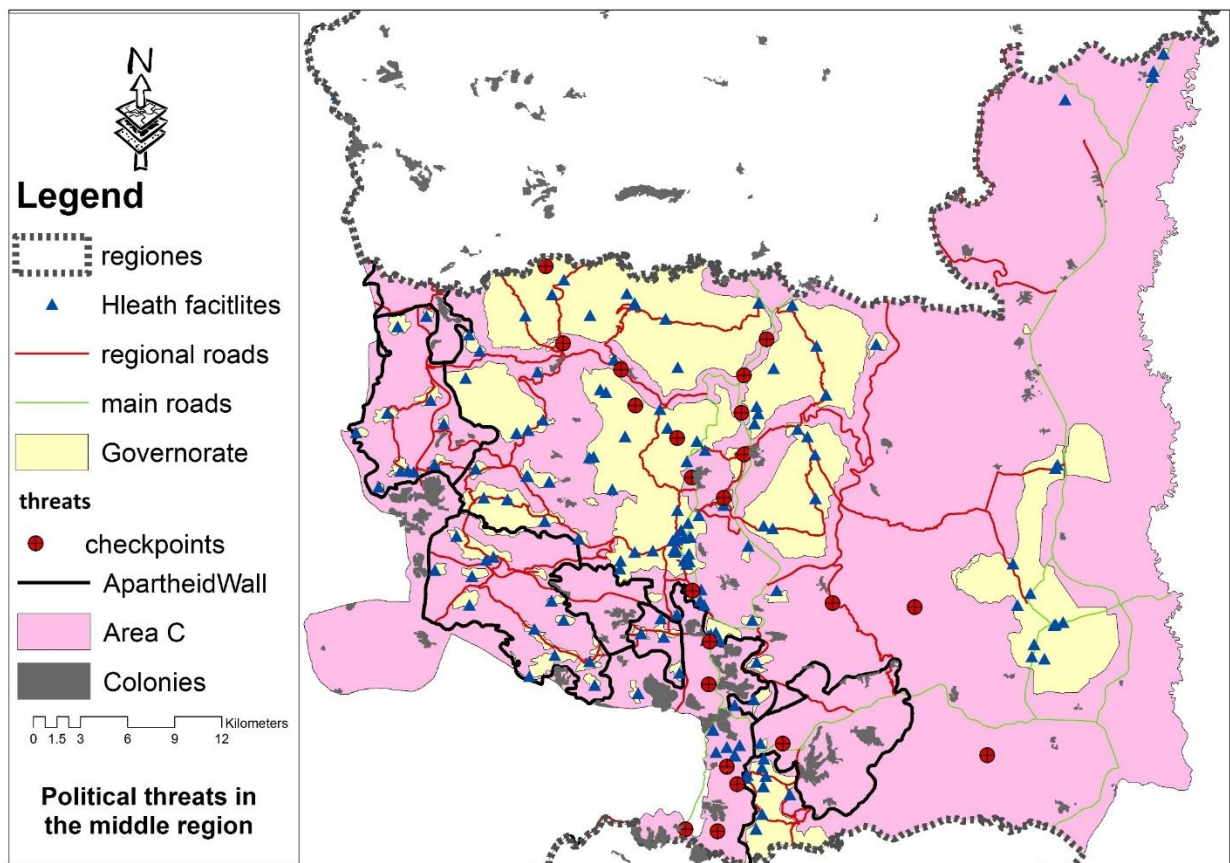 N
Legend
regiones
Hleath facitlites
regional roads
main roads
Governorate
threats
checkpoints
ApartheidWall
Area C
Colonies
Kilometers
0 1.5 3 6 9 12
Political threats in
the middle region